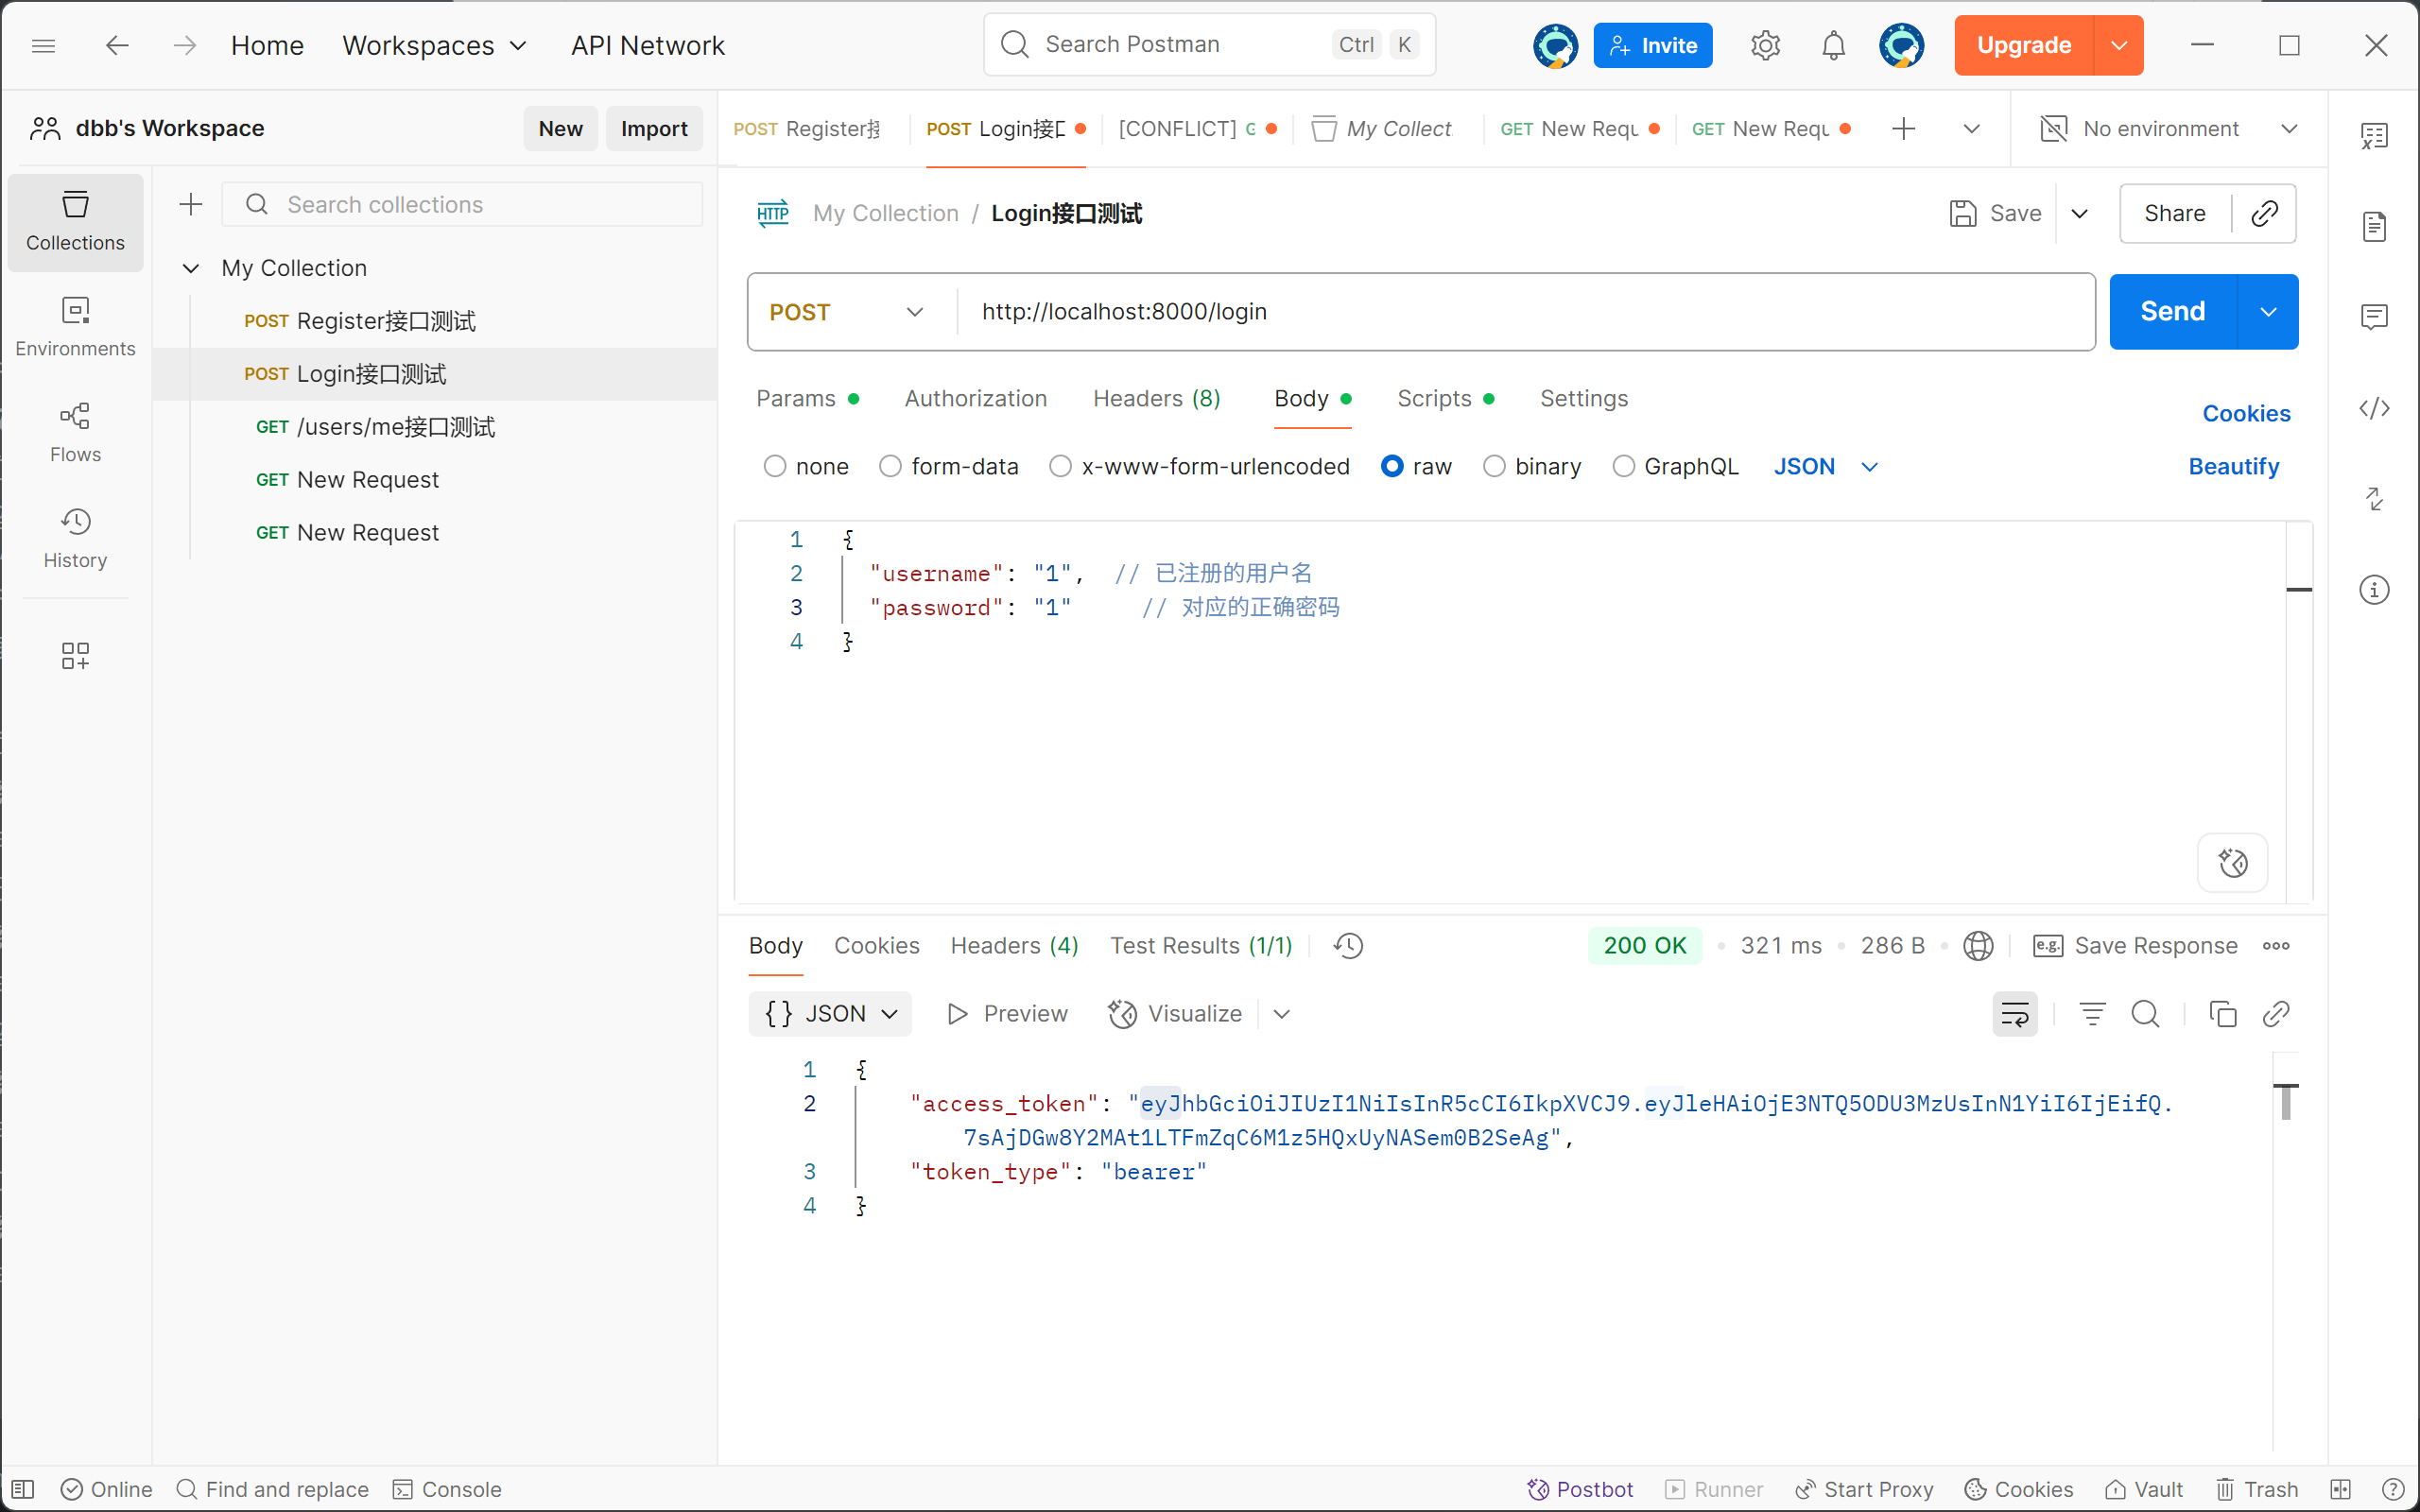 Home Workspaces API Network Search Postman Ctrl K Invite Upgrade
dbb's Workspace New Import
POST Register接 POST Login接 [CONFLICT] G My Collect GET New Requ GET New Requ No environment
Collections
Environments
Flows
History
Search collections
My Collection
POST Register接口测试
POST Login接口测试
GET /users/me接口测试
GET New Request
GET New Request
HTTP My Collection / Login接口测试 Save Share
POST http://localhost:8000/login Send
Params Authorization Headers (8) Body Scripts Settings Cookies
none form-data x-www-form-urlencoded raw binary GraphQL JSON Beautify
1 {
2 "username": "1", // 已注册的用户名
3 "password": "1" // 对应的正确密码
4 }
Body Cookies Headers (4) Test Results (1/1) 200 OK 321 ms 286 B e.g. Save Response
{} JSON Preview Visualize
1 {
2 "access_token": "eyJhbGciOiJIUzI1NiIsInR5cCI6IkpXVCJ9.eyJleHAiOjE3NTQ5ODU3MzUsInN1YiI6IjEifQ.
7sAjDGw8Y2MAt1LTFmZqC6M1z5HQxUyNASem0B2SeAg",
3 "token_type": "bearer"
4 }
Online Find and replace Console Postbot Runner Start Proxy Cookies Vault Trash